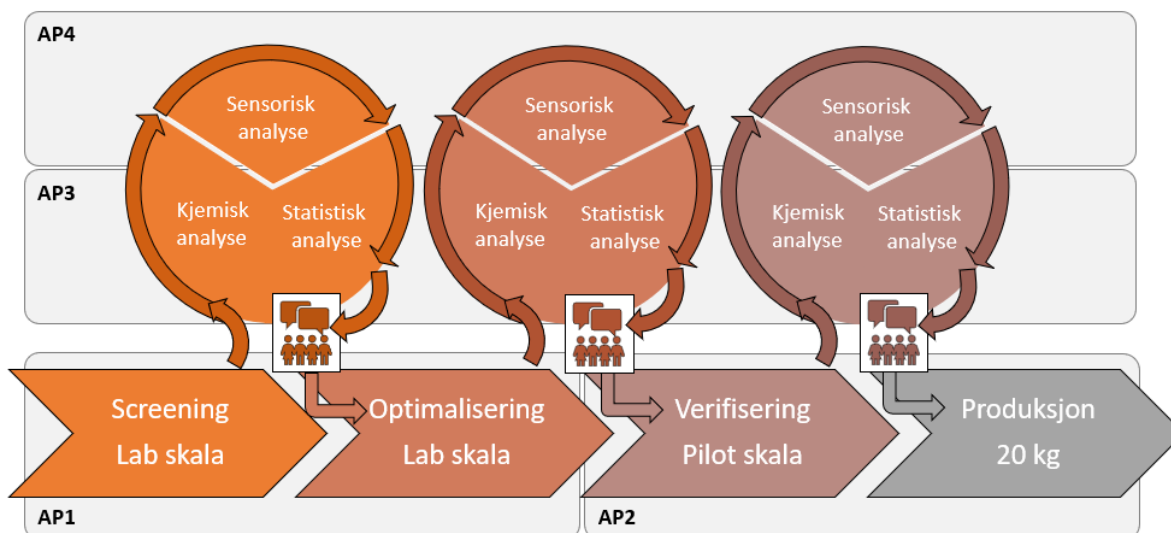 AP4
Sensorisk
analyse
Sensorisk
analyse
Sensorisk
analyse
AP3
Kjemisk
analyse
Statistisk
analyse
Kjemisk
analyse
Statistisk
analyse
Kjemisk
analyse
Statistisk
analyse
Screening
Lab skala
Optimalisering
Lab skala
Verifisering
Pilot skala
Produksjon
20 kg
AP1
AP2